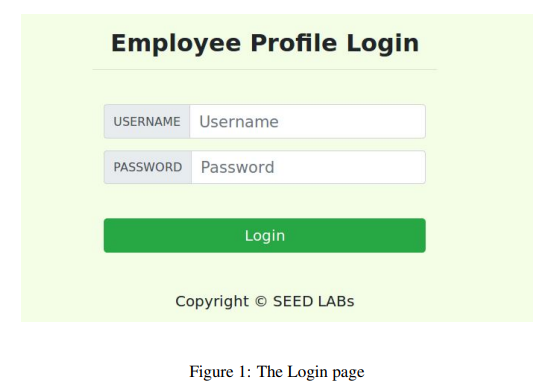 Employee Profile Login
USERNAME Username
PASSWORD Password
Login
Copyright © SEED LABs
Figure 1: The Login page